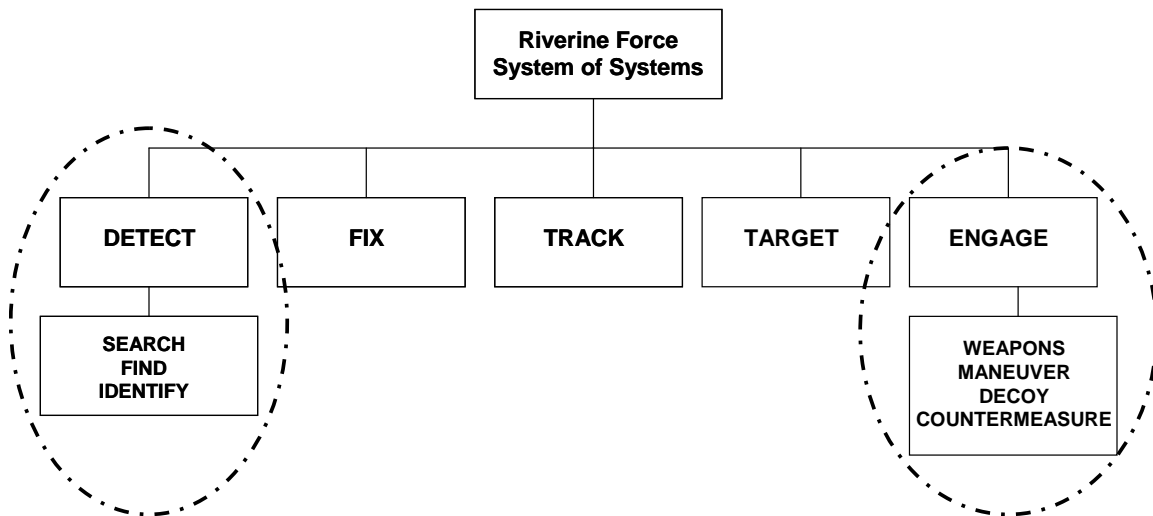 Riverine Force
System of Systems
DETECT
FIX
TRACK
TARGET
ENGAGE
SEARCH
FIND
IDENTIFY
WEAPONS
MANEUVER
DECOY
COUNTERMEASURE